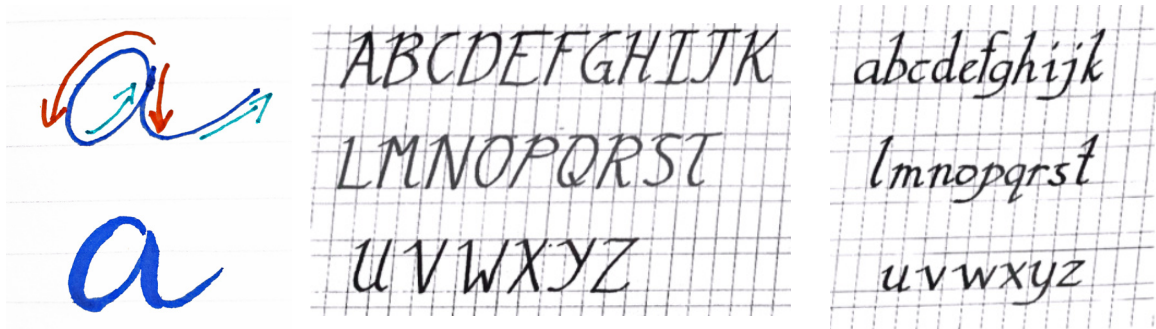 a
a
ABCDEFGHIJK
LMNOPQRST
UVWXYZ
abcdefghijk
lmnopqrst
uvwxyz